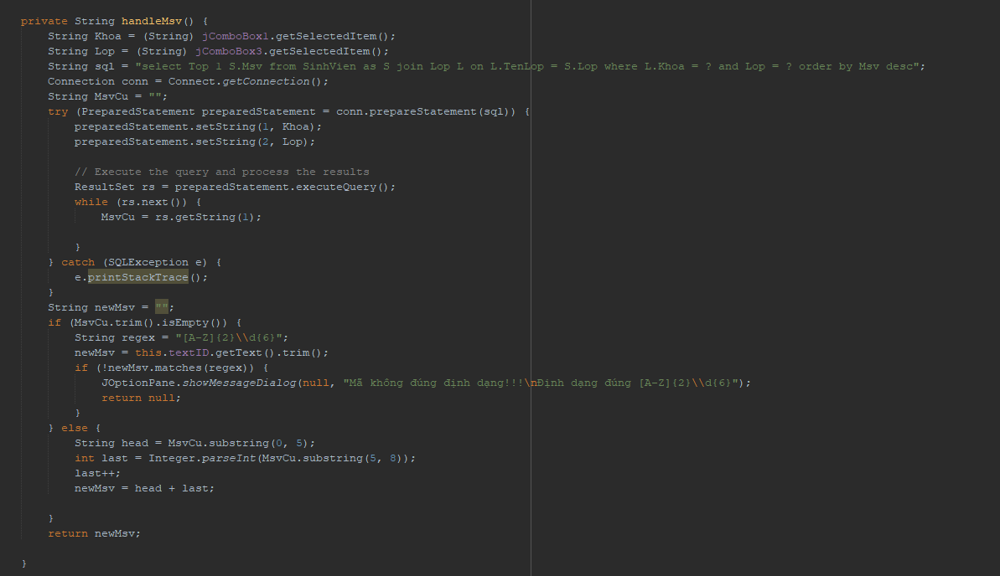 private String handleMsv() {
String Khoa = (String) jComboBox1.getSelectedItem();
String Lop = (String) jComboBox3.getSelectedItem();
String sql = "select Top 1 S.Msv from SinhVien as S join Lop L on L.TenLop = S.Lop where L.Khoa = ? and Lop = ? order by Msv desc";
Connection conn = Connect.getConnection();
String MsvCu = "";
try (PreparedStatement preparedStatement = conn.prepareStatement(sql)) {
preparedStatement.setString(1, Khoa);
preparedStatement.setString(2, Lop);
// Execute the query and process the results
ResultSet rs = preparedStatement.executeQuery();
while (rs.next()) {
MsvCu = rs.getString(1);
}
} catch (SQLException e) {
e.printStackTrace();
}
String newMsv = "";
if (MsvCu.trim().isEmpty()) {
String regex = "[A-Z]{2}\\d{6}";
newMsv = this.textID.getText().trim();
if (!newMsv.matches(regex)) {
JOptionPane.showMessageDialog(null, "Mã không đúng định dạng!!!\nĐịnh dạng đúng [A-Z]{2}\\d{6}");
return null;
}
} else {
String head = MsvCu.substring(0, 5);
int last = Integer.parseInt(MsvCu.substring(5, 8));
last++;
newMsv = head + last;
}
return newMsv;
}